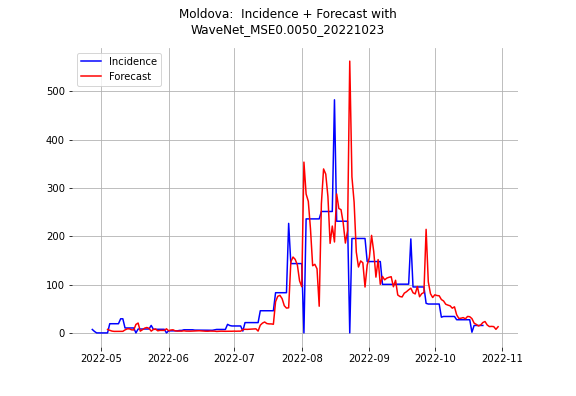 Moldova:  Incidence + Forecast with
WaveNet_MSE0.0050_20221023
Incidence
Forecast
500
400
300
200
100
0
2022-05 2022-06 2022-07 2022-08 2022-09 2022-10 2022-11